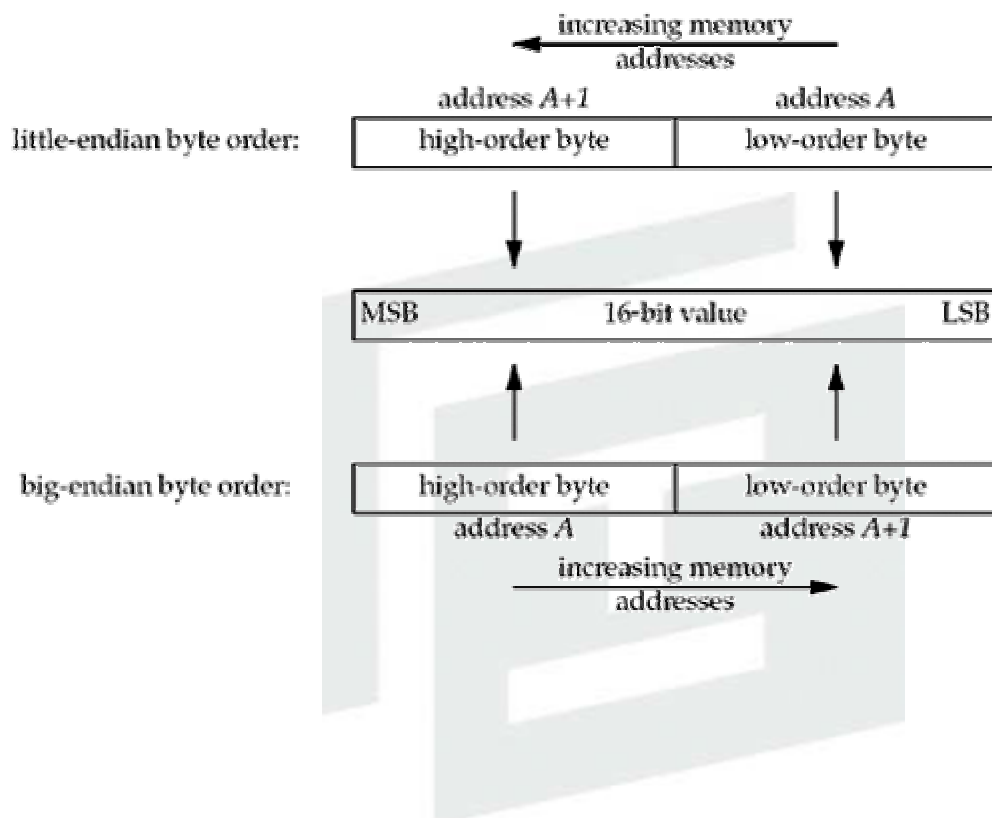 increasing memory
addresses
address A+1 address A
little-endian byte order: high-order byte low-order byte
MSB 16-bit value LSB
big-endian byte order: high-order byte low-order byte
address A address A+1
increasing memory
addresses